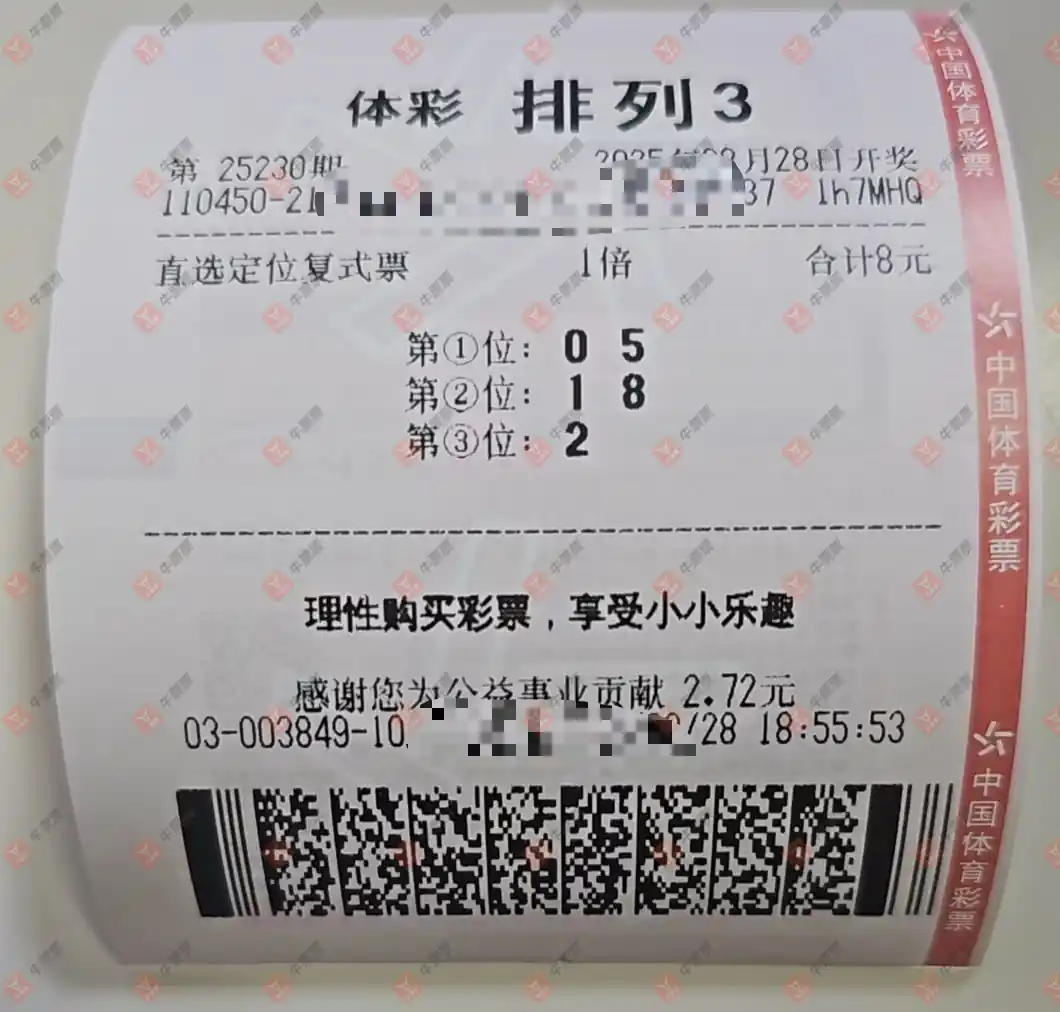 体彩 排列3
第 25230期 2025年08月28日开奖
110450-21 37 1h7MHQ
直选定位复式票 1倍 合计8元
第①位: 0 5
第②位: 1 8
第③位: 2
理性购买彩票,享受小小乐趣
感谢您为公益事业贡献 2.72元
03-003849-10 /28 18:55:53
中国体育彩票
中国体育彩票
中国体育彩票